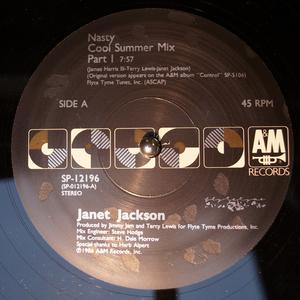 Nasty
Cool Summer Mix
Part 1 7:57
(James Harris III-Terry Lewis-Janet Jackson)
(Original version appears on the A&M album "Control" SP-5106)
Flyte Tyme Tunes, Inc. (ASCAP)
SIDE A
45 RPM
A&M
RECORDS
SP-12196
(SP-012196-A)
STEREO
Janet Jackson
Produced by Jimmy Jam and Terry Lewis for Flyte Tyme Productions, Inc.
Mix Engineer: Steve Hodge
Mix Consultant: H. Dale Morrow
Special thanks to Herb Alpert
©1986 A&M Records, Inc.